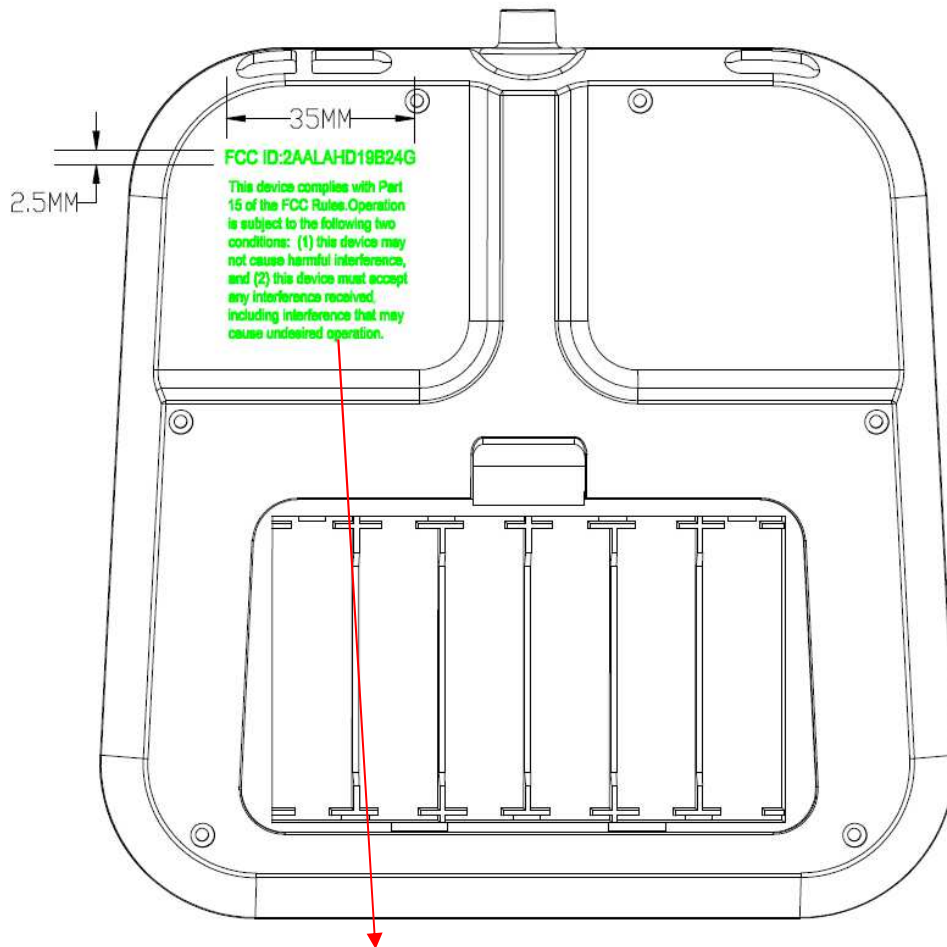 35MM
2.5MM
FCC ID:2AALAHD19B24G
This device complies with Part
15 of the FCC Rules.Operation
is subject to the following two
conditions: (1) this device may
not cause harmful interference,
and (2) this device must accept
any interference received,
including interference that may
cause undesired operation.